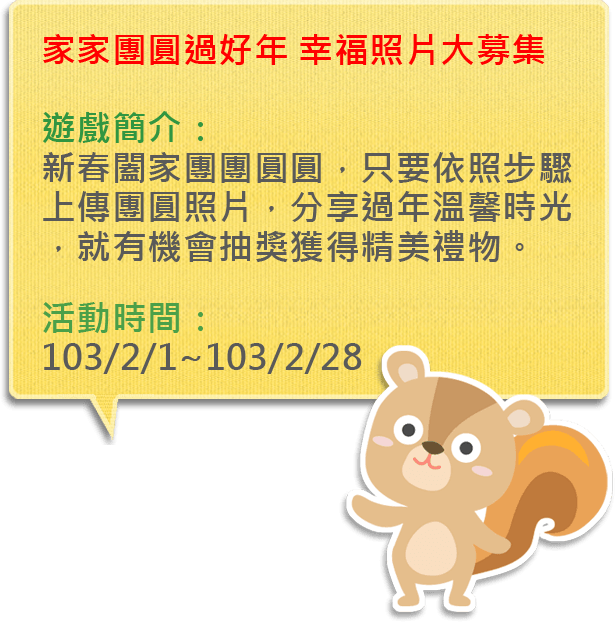 家家團圓過好年 幸福照片大募集
遊戲簡介：
新春闔家團團圓圓，只要依照步驟
上傳團圓照片，分享過年溫馨時光
，就有機會抽獎獲得精美禮物。
活動時間：
103/2/1~103/2/28